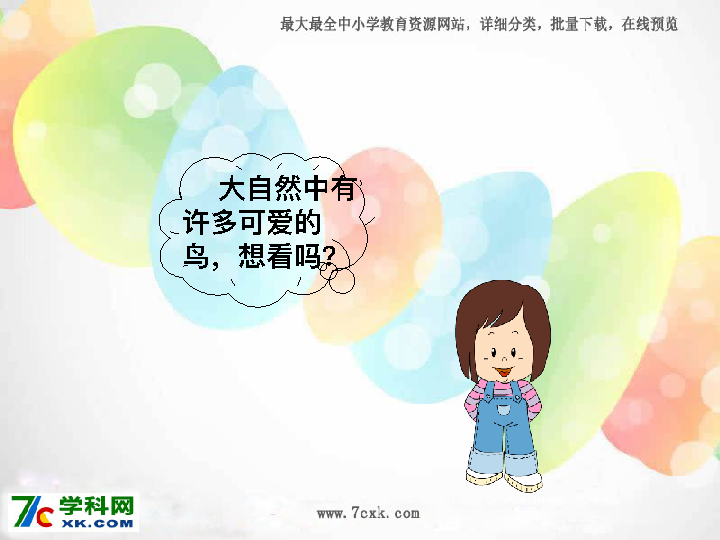 最大最全中小学教育资源网站，详细分类，批量下载，在线预览
大自然中有
许多可爱的
鸟，想看吗？
7C 学科网
XK.COM
www.7cxk.com